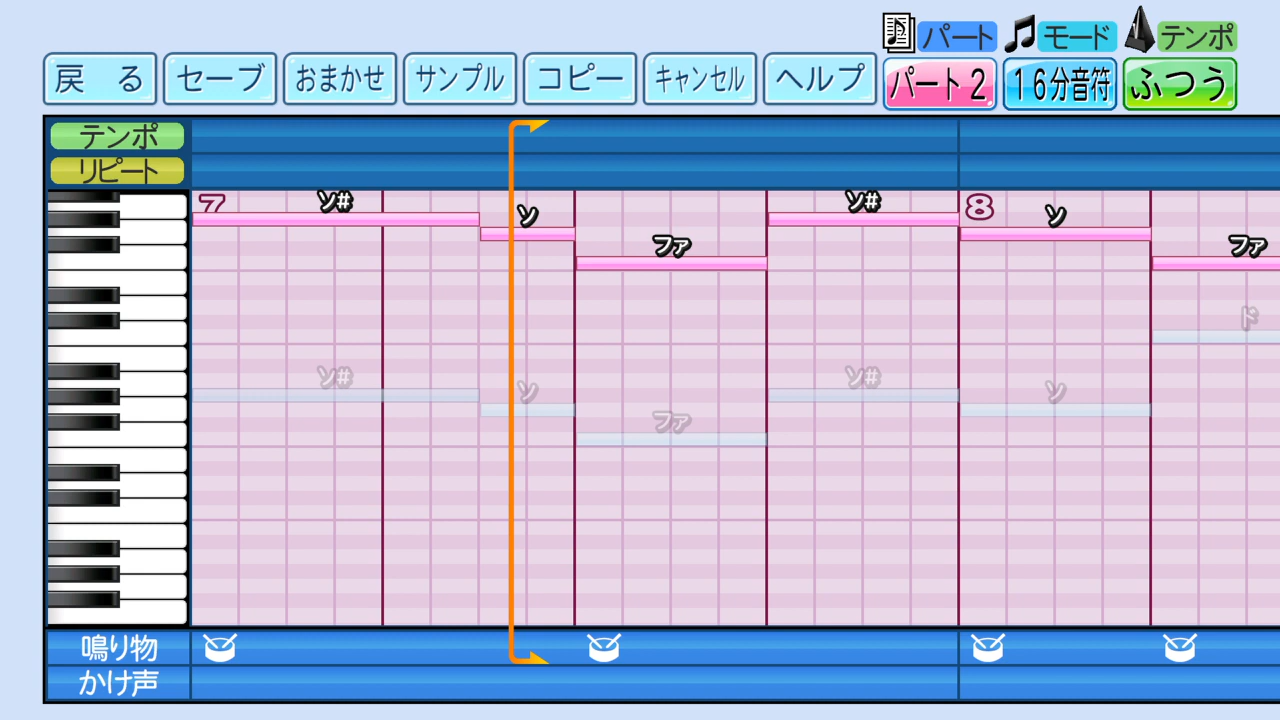 パート モード テンポ
戻る セーブ おまかせ サンプル コピー キャンセル ヘルプ パート2 16分音符 ふつう
テンポ
リピート
7 ソ# ソ ファ ソ# 8 ソ ファ
ソ# ソ ファ ソ# ソ ド
鳴り物
かけ声